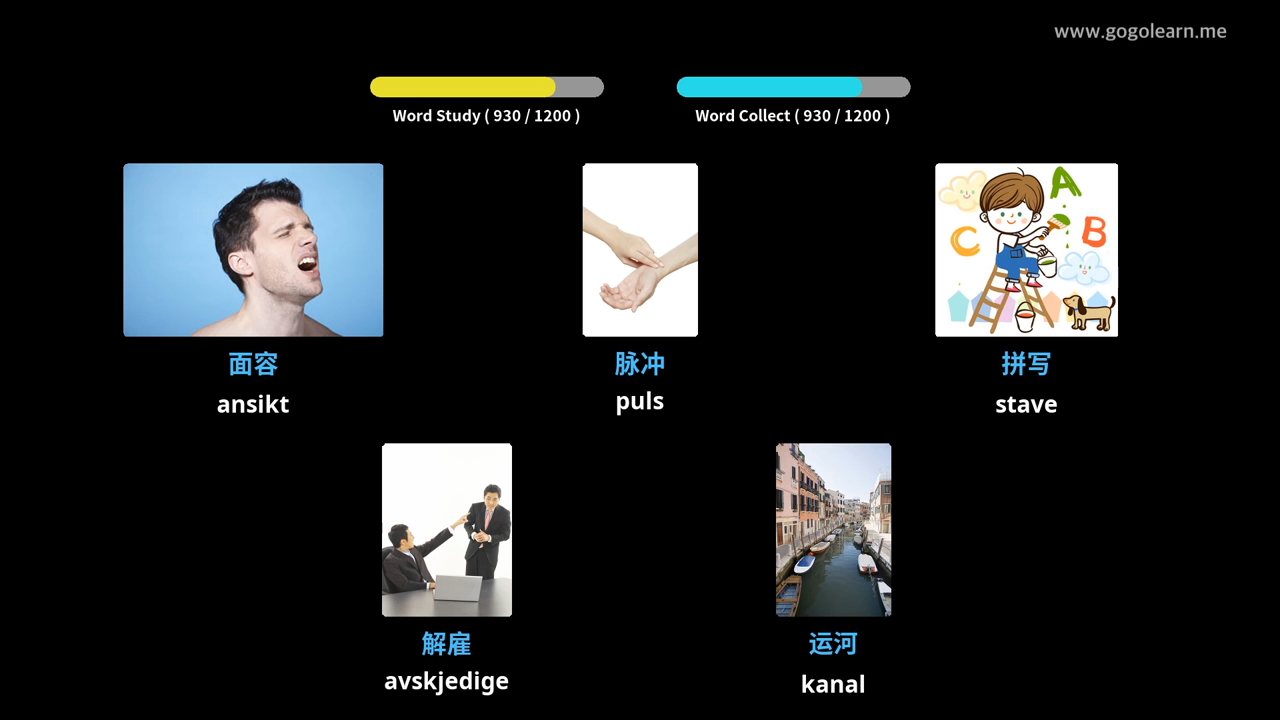 www.gogolearn.me
Word Study ( 930 / 1200 )
Word Collect ( 930 / 1200 )
面容
ansikt
脉冲
puls
A
B
C
拼写
stave
解雇
avskjedige
运河
kanal